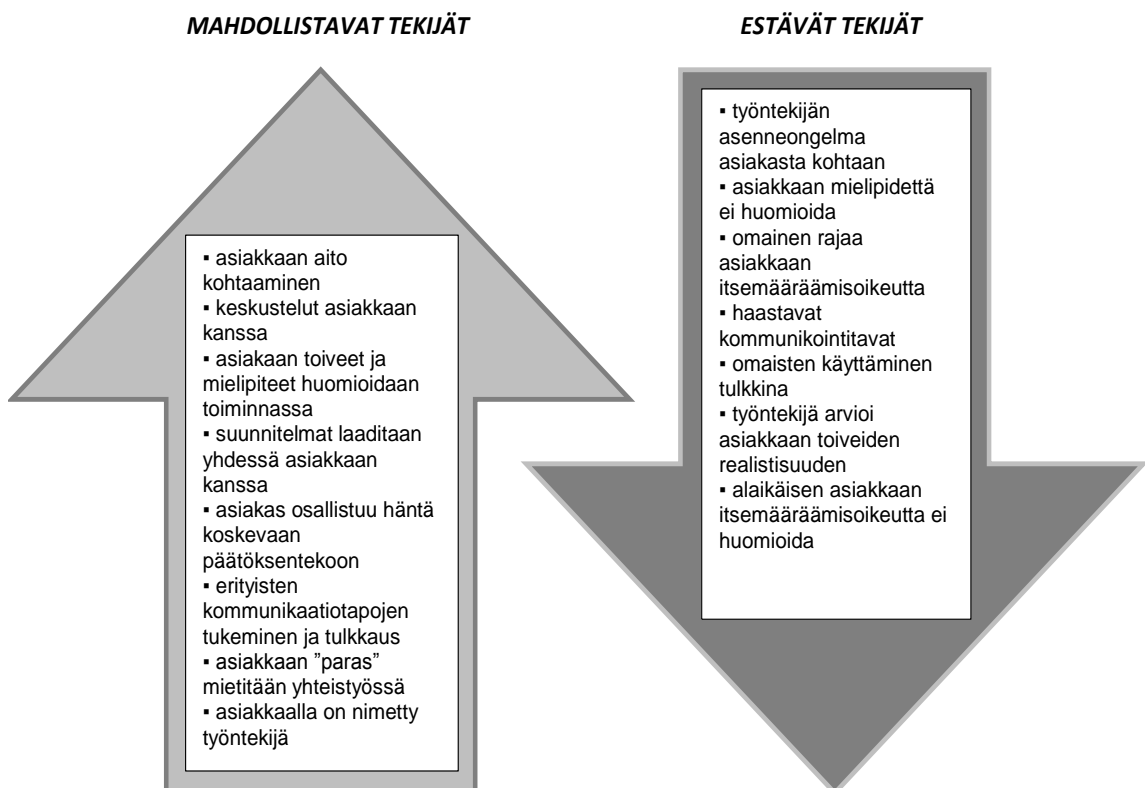 MAHDOLLISTAVAT TEKIJÄT
▪ asiakkaan aito
kohtaaminen
▪ keskustelut asiakkaan
kanssa
▪ asiakaan toiveet ja
mielipiteet huomioidaan
toiminnassa
▪ suunnitelmat laaditaan
yhdessä asiakkaan
kanssa
▪ asiakas osallistuu häntä
koskevaan
päätöksentekoon
▪ erityisten
kommunikaatiotapojen
tukeminen ja tulkkaus
▪ asiakkaan ”paras”
mietitään yhteistyössä
▪ asiakkaalla on nimetty
työntekijä
ESTÄVÄT TEKIJÄT
▪ työntekijän
asenneongelma
asiakasta kohtaan
▪ asiakkaan mielipidettä
ei huomioida
▪ omainen rajaa
asiakkaan
itsemääräämisoikeutta
▪ haastavat
kommunikointitavat
▪ omaisten käyttäminen
tulkkina
▪ työntekijä arvioi
asiakkaan toiveiden
realistisuuden
▪ alaikäisen asiakkaan
itsemääräämisoikeutta ei
huomioida